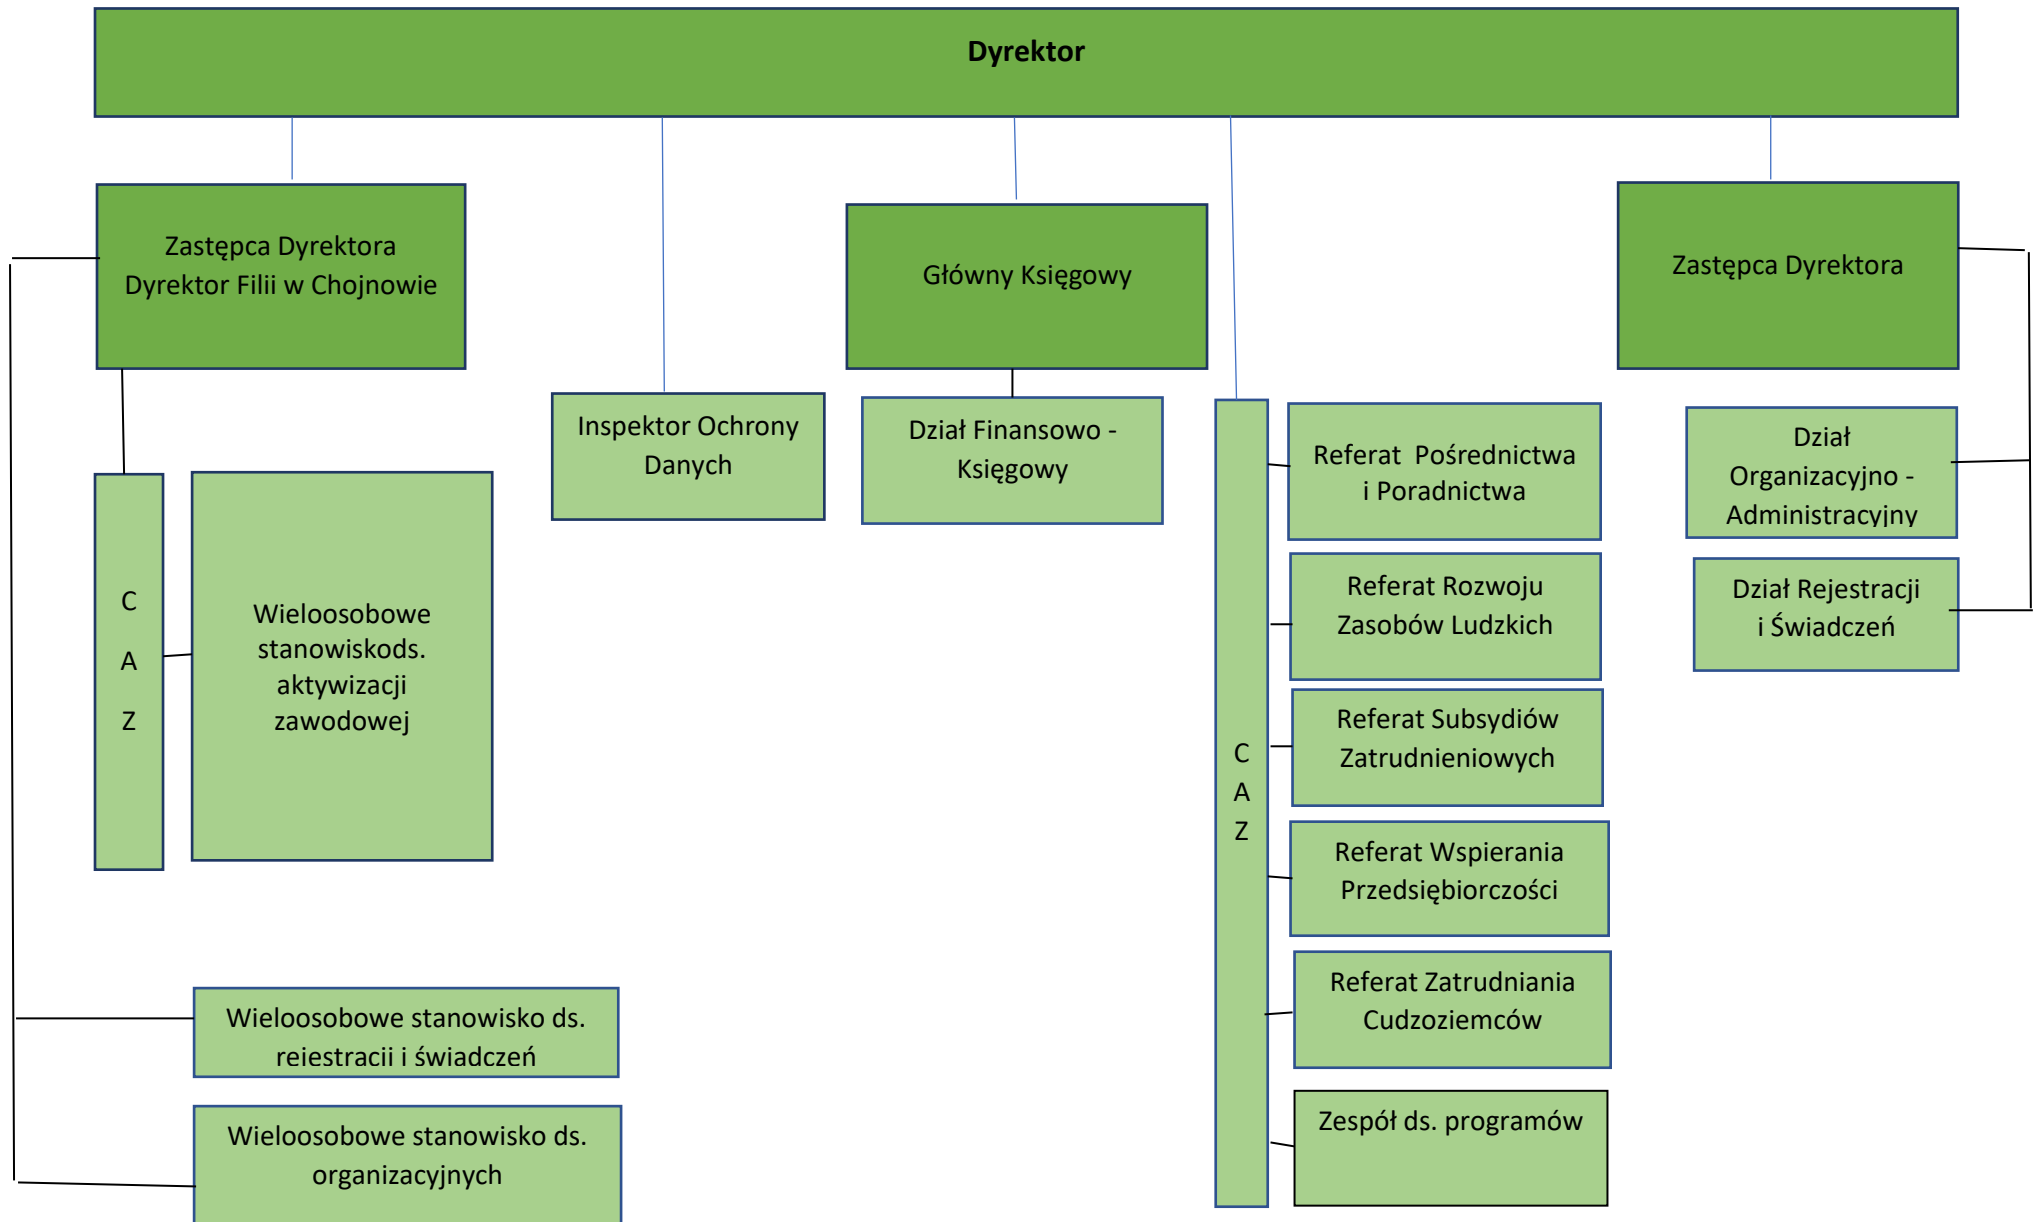 Dyrektor
Zastępca Dyrektora
Dyrektor Filii w Chojnowie
Główny Księgowy
Zastępca Dyrektora
Inspektor Ochrony
Danych
Dział Finansowo -
Księgowy
C
A
Z
Wieloosobowe
stanowiskods.
aktywizacji
zawodowej
Wieloosobowe stanowisko ds.
rejestracji i świadczeń
Wieloosobowe stanowisko ds.
organizacyjnych
C
A
Z
Referat  Pośrednictwa
i Poradnictwa
Referat Rozwoju
Zasobów Ludzkich
Referat Subsydiów
Zatrudnieniowych
Referat Wspierania
Przedsiębiorczości
Referat Zatrudniania
Cudzoziemców
Zespół ds. programów
Dział
Organizacyjno -
Administracyjny
Dział Rejestracji
i Świadczeń